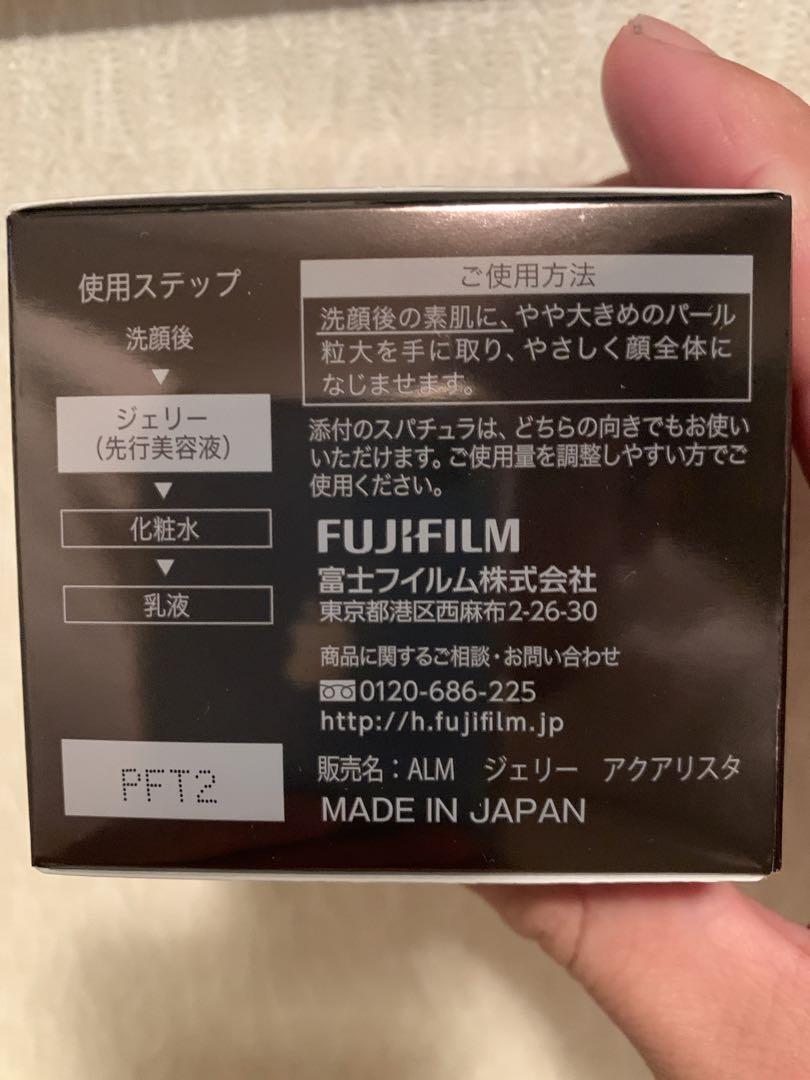 使用ステップ
洗顔後
▼
ジェリー
(先行美容液)
▼
化粧水
▼
乳液
PFT2
ご使用方法
洗顔後の素肌に、やや大きめのパール
粒大を手に取り、やさしく顔全体に
なじませます。
添付のスパチュラは、どちらの向きでもお使い
いただけます。ご使用量を調整しやすい方でご
使用ください。
FUJIFILM
富士フイルム株式会社
東京都港区西麻布2-26-30
商品に関するご相談・お問い合わせ
0120-686-225
http://h.fujifilm.jp
販売名：ALM ジェリー アクアリスタ
MADE IN JAPAN